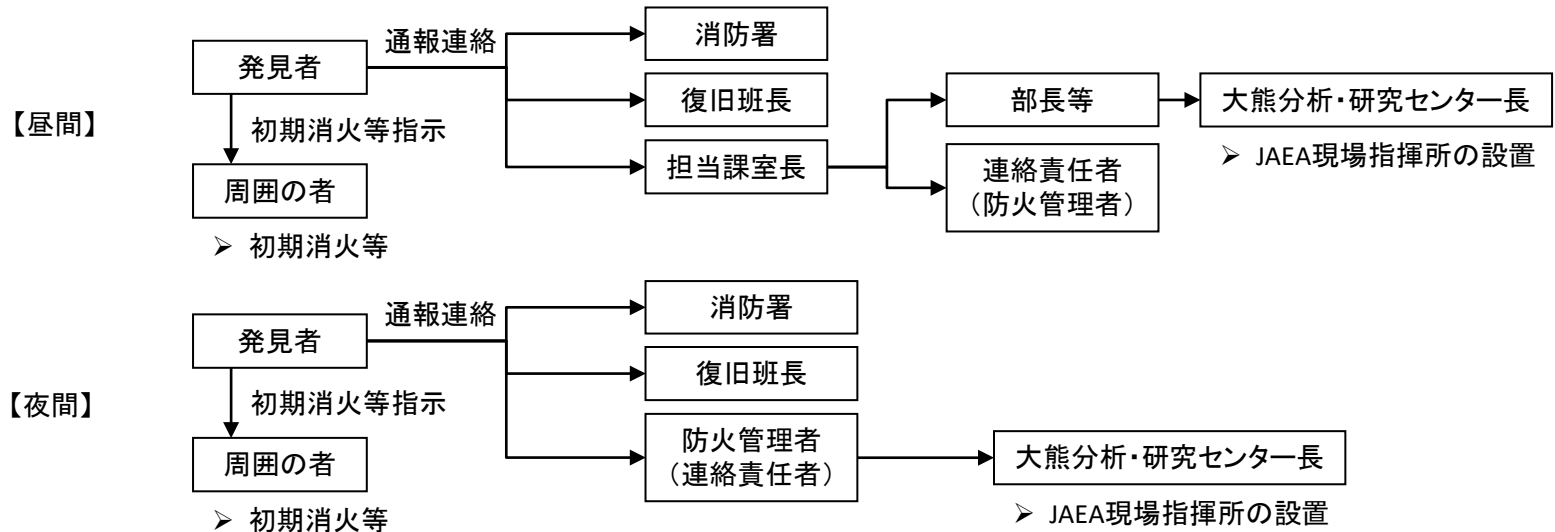 【昼間】
発見者
通報連絡
消防署
復旧班長
担当課室長
部長等
大熊分析・研究センター長
➢ JAEA現場指揮所の設置
連絡責任者
（防火管理者）
初期消火等指示
周囲の者
➢ 初期消火等
【夜間】
発見者
通報連絡
消防署
復旧班長
防火管理者
（連絡責任者）
大熊分析・研究センター長
➢ JAEA現場指揮所の設置
初期消火等指示
周囲の者
➢ 初期消火等